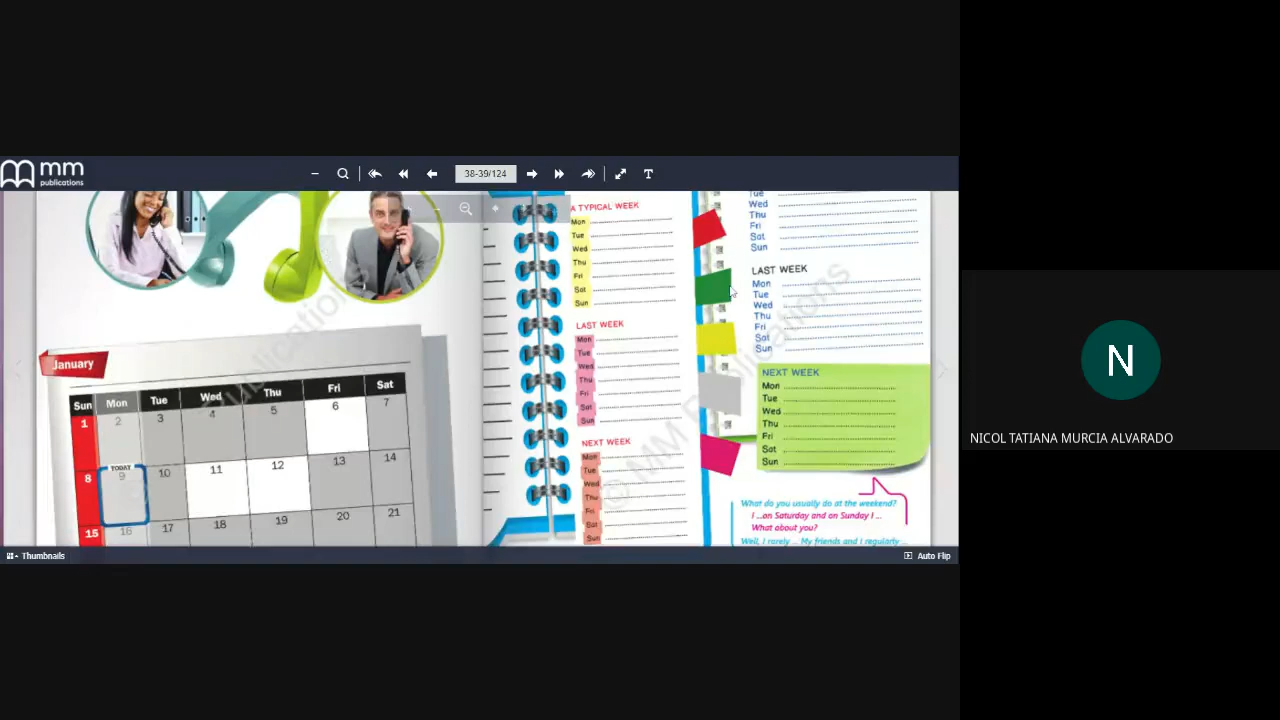 mm
publications
38-39/124
T
January
Sun Mon Tue Wed Thu Fri Sat
1 2 3 4 5 6 7
TODAY
8 9 10 11 12 13 14
15 16 17 18 19 20 21
A TYPICAL WEEK
Mon
Tue
Wed
Thu
Fri
Sat
Sun
LAST WEEK
Mon
Tue
Wed
Thu
Fri
Sat
Sun
NEXT WEEK
Mon
Tue
Wed
Thu
Fri
Sat
Sun
Tue
Wed
Thu
Fri
Sat
Sun
LAST WEEK
Mon
Tue
Wed
Thu
Fri
Sat
Sun
NEXT WEEK
Mon
Tue
Wed
Thu
Fri
Sat
Sun
What do you usually do at the weekend?
I ...on Saturday and on Sunday I ...
What about you?
Well, I rarely ... My friends and I regularly ...
© MM Publications
Thumbnails
Auto Flip
N
NICOL TATIANA MURCIA ALVARADO